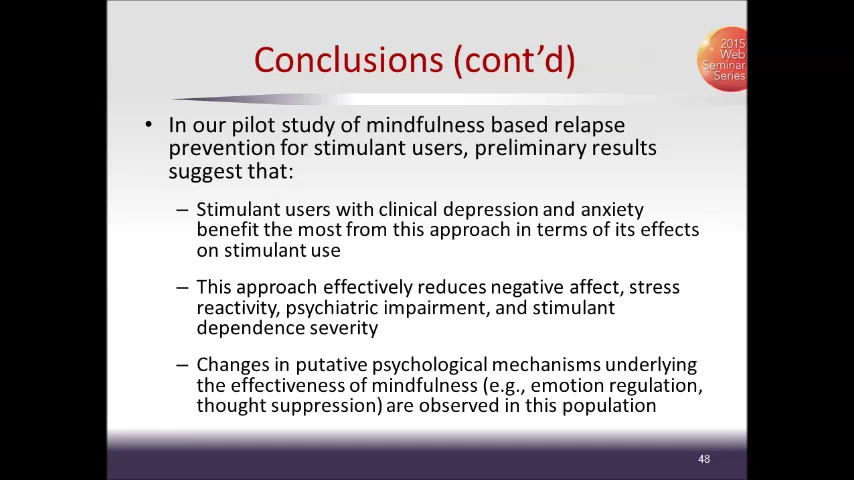 Conclusions (cont’d)
2015
Web
Seminar
Series
• In our pilot study of mindfulness based relapse
prevention for stimulant users, preliminary results
suggest that:
– Stimulant users with clinical depression and anxiety
benefit the most from this approach in terms of its effects
on stimulant use
– This approach effectively reduces negative affect, stress
reactivity, psychiatric impairment, and stimulant
dependence severity
– Changes in putative psychological mechanisms underlying
the effectiveness of mindfulness (e.g., emotion regulation,
thought suppression) are observed in this population
48